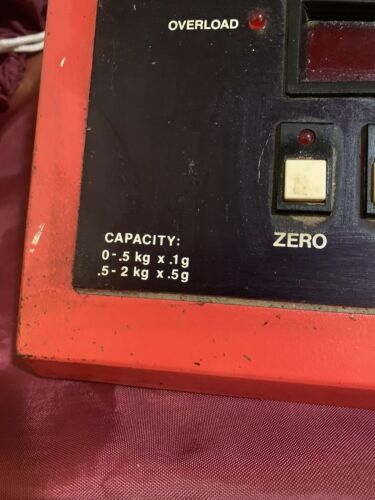 OVERLOAD
ZERO
CAPACITY:
0-.5 kg x .1g
.5-2 kg x .5g